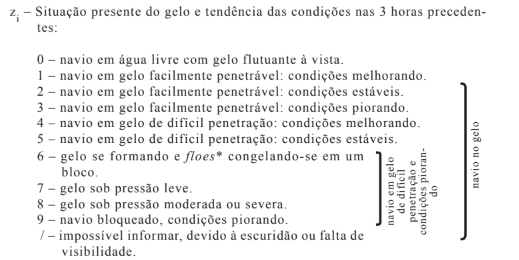 z_i – Situação presente do gelo e tendência das condições nas 3 horas preceden-
tes:
0 – navio em água livre com gelo flutuante à vista.
1 – navio em gelo facilmente penetrável: condições melhorando.
2 – navio em gelo facilmente penetrável: condições estáveis.
3 – navio em gelo facilmente penetrável: condições piorando.
4 – navio em gelo de difícil penetração: condições melhorando.
5 – navio em gelo de difícil penetração: condições estáveis.
6 – gelo se formando e floes* congelando-se em um
bloco.
7 – gelo sob pressão leve.
8 – gelo sob pressão moderada ou severa.
9 – navio bloqueado, condições piorando.
/ – impossível informar, devido à escuridão ou falta de
visibilidade.
navio em gelo
de difícil
penetração e
condições pioran-
do
navio no gelo